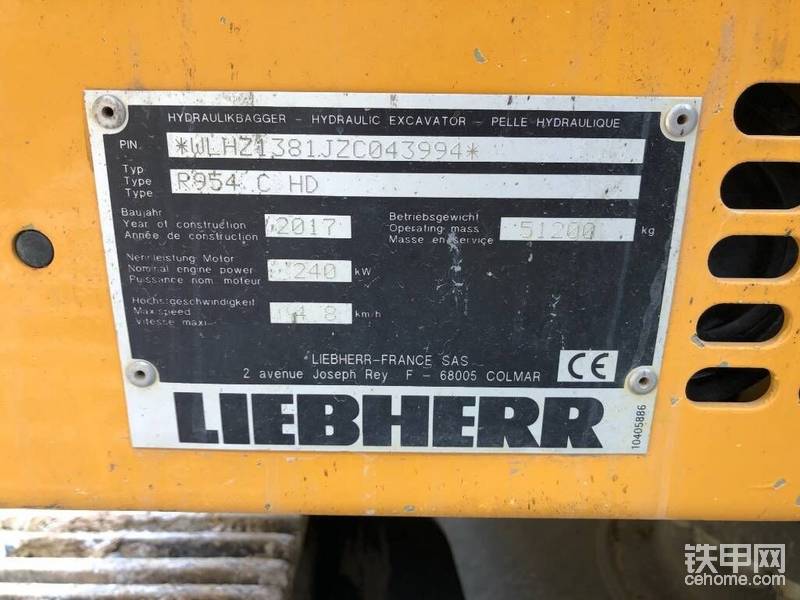 HYDRAULIKBAGGER - HYDRAULIC EXCAVATOR - PELLE HYDRAULIQUE
PIN. *WLHZ1381JZC043994*
Typ
Type R954 C HD
Type
Baujahr
Year of construction 2017
Année de construction
Betriebsgewicht
Operating mass 51200 kg
Masse en service
Nennleistung Motor
Nominal engine power 240 kW
Puissance nom moteur
Höchstgeschwindigkeit
Max speed 4.8 km/h
Vitesse maxi
LIEBHERR-FRANCE SAS
2 avenue Joseph Rey F - 68005 COLMAR
CE
LIEBHERR
10405886
铁甲网
cehome.com